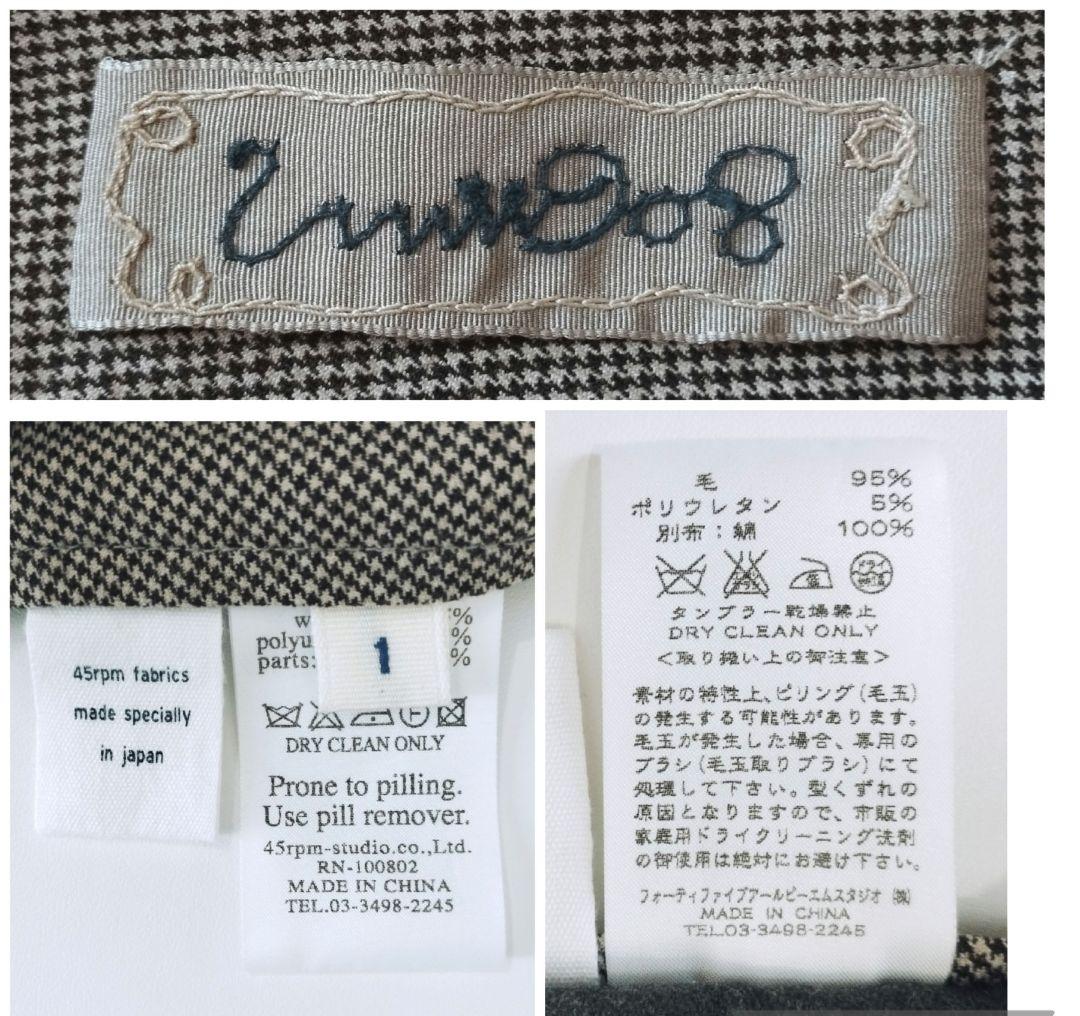 Umii908
45rpm fabrics
made specially
in japan
1
parts:
DRY CLEAN ONLY
Prone to pilling.
Use pill remover.
45rpm-studio.co.,Ltd.
RN-100802
MADE IN CHINA
TEL.03-3498-2245
毛 95%
ポリウレタン 5%
別布:綿 100%
ドライ
タンブラー乾燥禁止
DRY CLEAN ONLY
<取り扱い上の御注意>
素材の特性上、ピリング(毛玉)
の発生する可能性があります。
毛玉が発生した場合、専用の
ブラシ(毛玉取りブラシ)にて
処理して下さい。型くずれの
原因となりますので、市販の
家庭用ドライクリーニング洗剤
の御使用は絶対にお避け下さい。
フォーティファイブアールピーエムスタジオ(株)
MADE IN CHINA
TEL.03-3498-2245